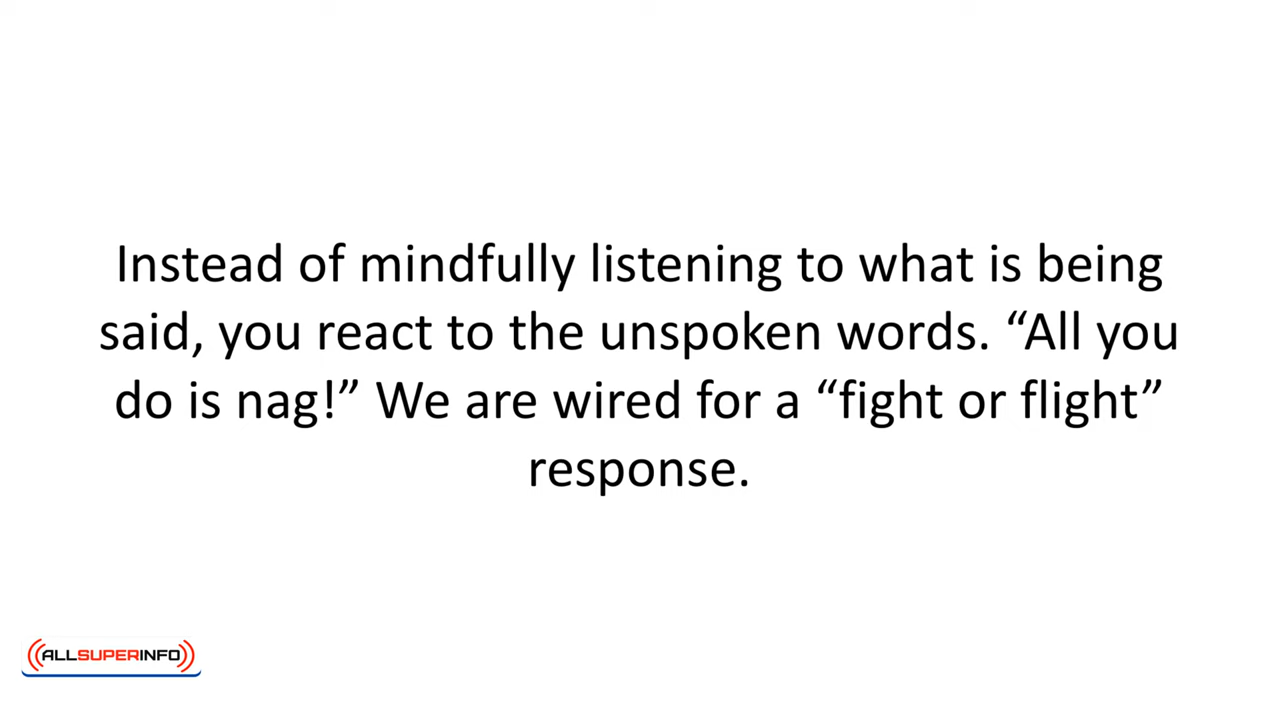 Instead of mindfully listening to what is being
said, you react to the unspoken words. “All you
do is nag!” We are wired for a “fight or flight”
response.
ALLSUPERINFO